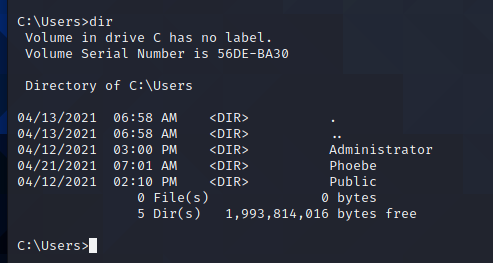 C:\Users>dir
 Volume in drive C has no label.
 Volume Serial Number is 56DE-BA30

 Directory of C:\Users

04/13/2021  06:58 AM    <DIR>          .
04/13/2021  06:58 AM    <DIR>          ..
04/12/2021  03:00 PM    <DIR>          Administrator
04/21/2021  07:01 AM    <DIR>          Phoebe
04/12/2021  02:10 PM    <DIR>          Public
               0 File(s)              0 bytes
               5 Dir(s)   1,993,814,016 bytes free

C:\Users>